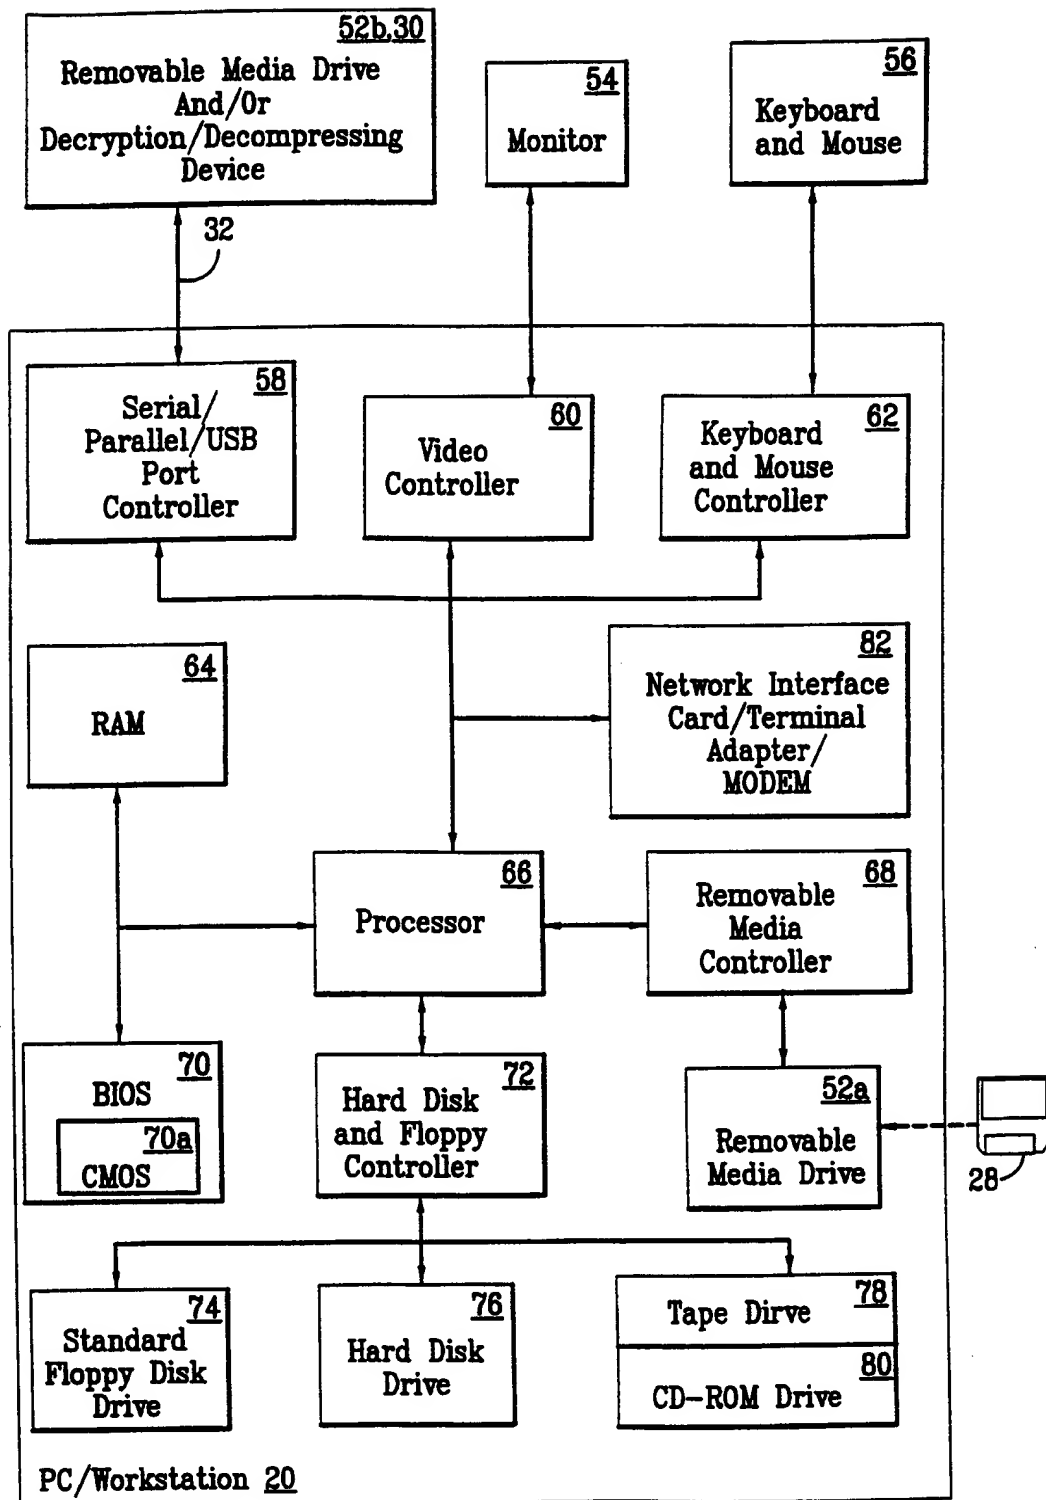 52b,30
Removable Media Drive
And/Or
Decryption/Decompressing
Device
54
Monitor
56
Keyboard
and Mouse
32
58
Serial/
Parallel/USB
Port
Controller
60
Video
Controller
62
Keyboard
and Mouse
Controller
64
RAM
82
Network Interface
Card/Terminal
Adapter/
MODEM
66
Processor
68
Removable
Media
Controller
70
BIOS
70a
CMOS
72
Hard Disk
and Floppy
Controller
52a
Removable
Media Drive
28
74
Standard
Floppy Disk
Drive
76
Hard Disk
Drive
78
Tape Dirve
80
CD-ROM Drive
PC/Workstation 20